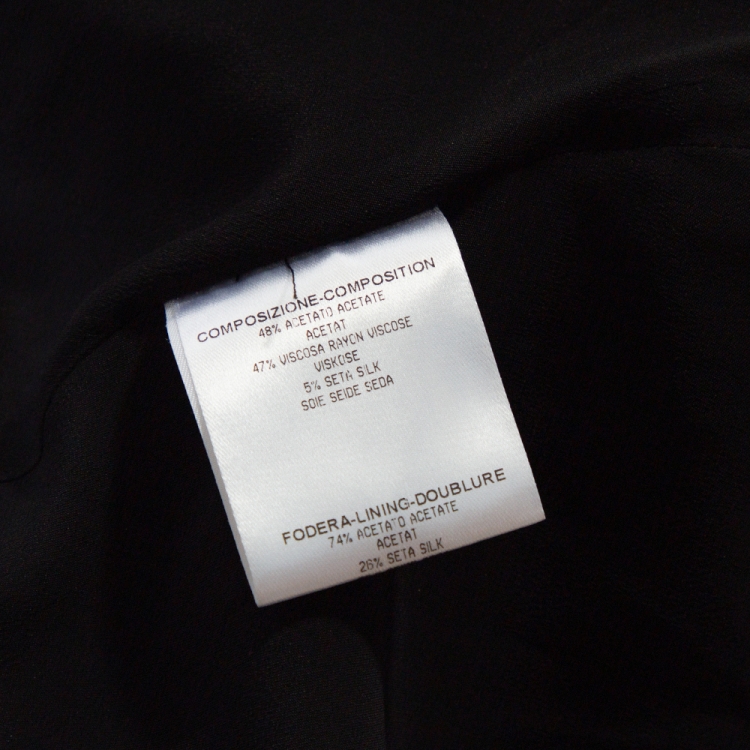 COMPOSIZIONE-COMPOSITION
48% ACETATO ACETATE
ACETAT
47% VISCOSA RAYON VISCOSE
VISKOSE
5% SETA SILK
SOIE SEIDE SEDA
FODERA-LINING-DOUBLURE
74% ACETATO ACETATE
ACETAT
26% SETA SILK